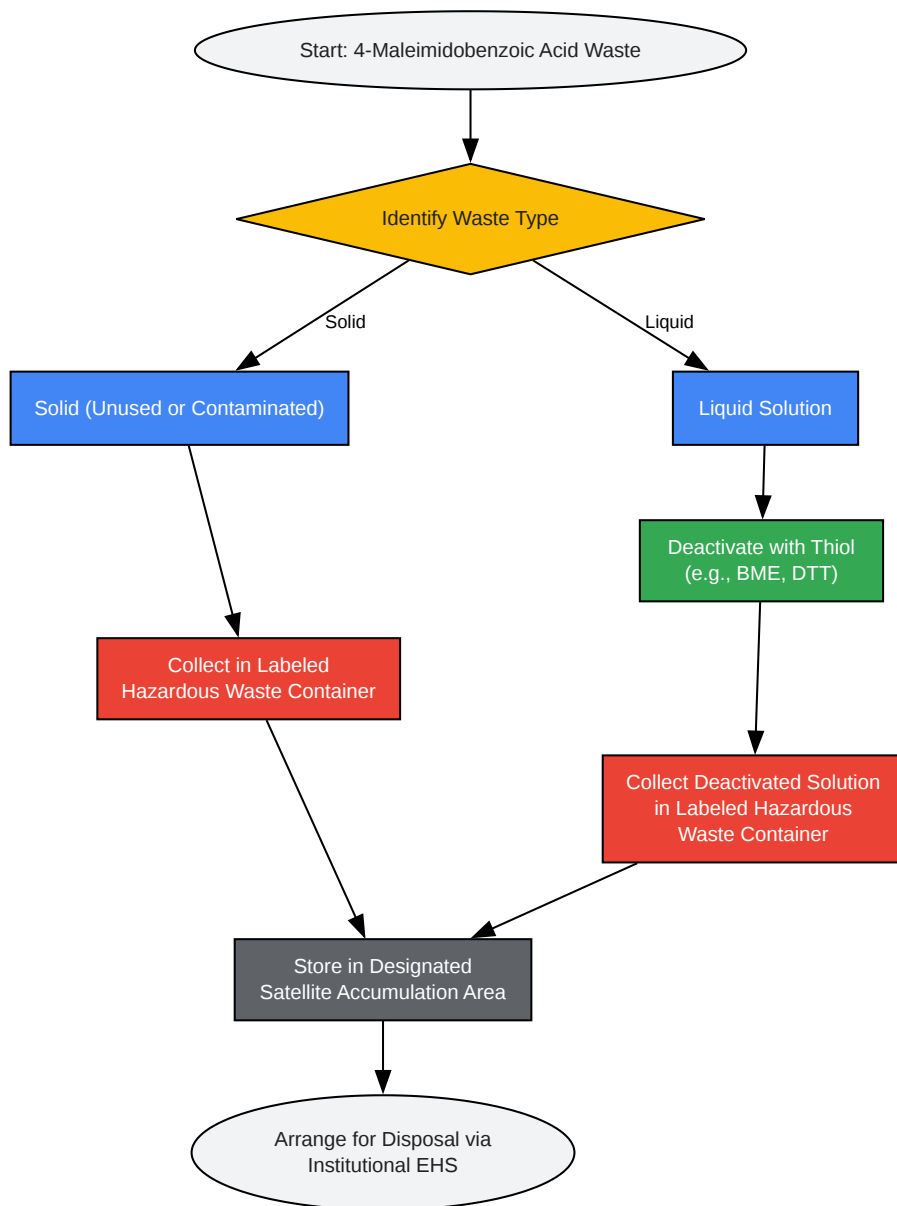 Start: 4-Maleimidobenzoic Acid Waste
Identify Waste Type
Solid
Liquid
Solid (Unused or Contaminated)
Liquid Solution
Deactivate with Thiol
(e.g., BME, DTT)
Collect in Labeled
Hazardous Waste Container
Collect Deactivated Solution
in Labeled Hazardous
Waste Container
Store in Designated
Satellite Accumulation Area
Arrange for Disposal via
Institutional EHS